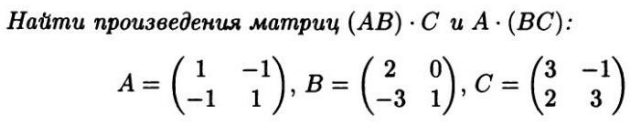 Найти произведения матриц (AB) · C и A · (BC):
A = ( 1 -1 ), B = ( 2 0 ), C = ( 3 -1 )
( -1 1 ) ( -3 1 ) ( 2 3 )